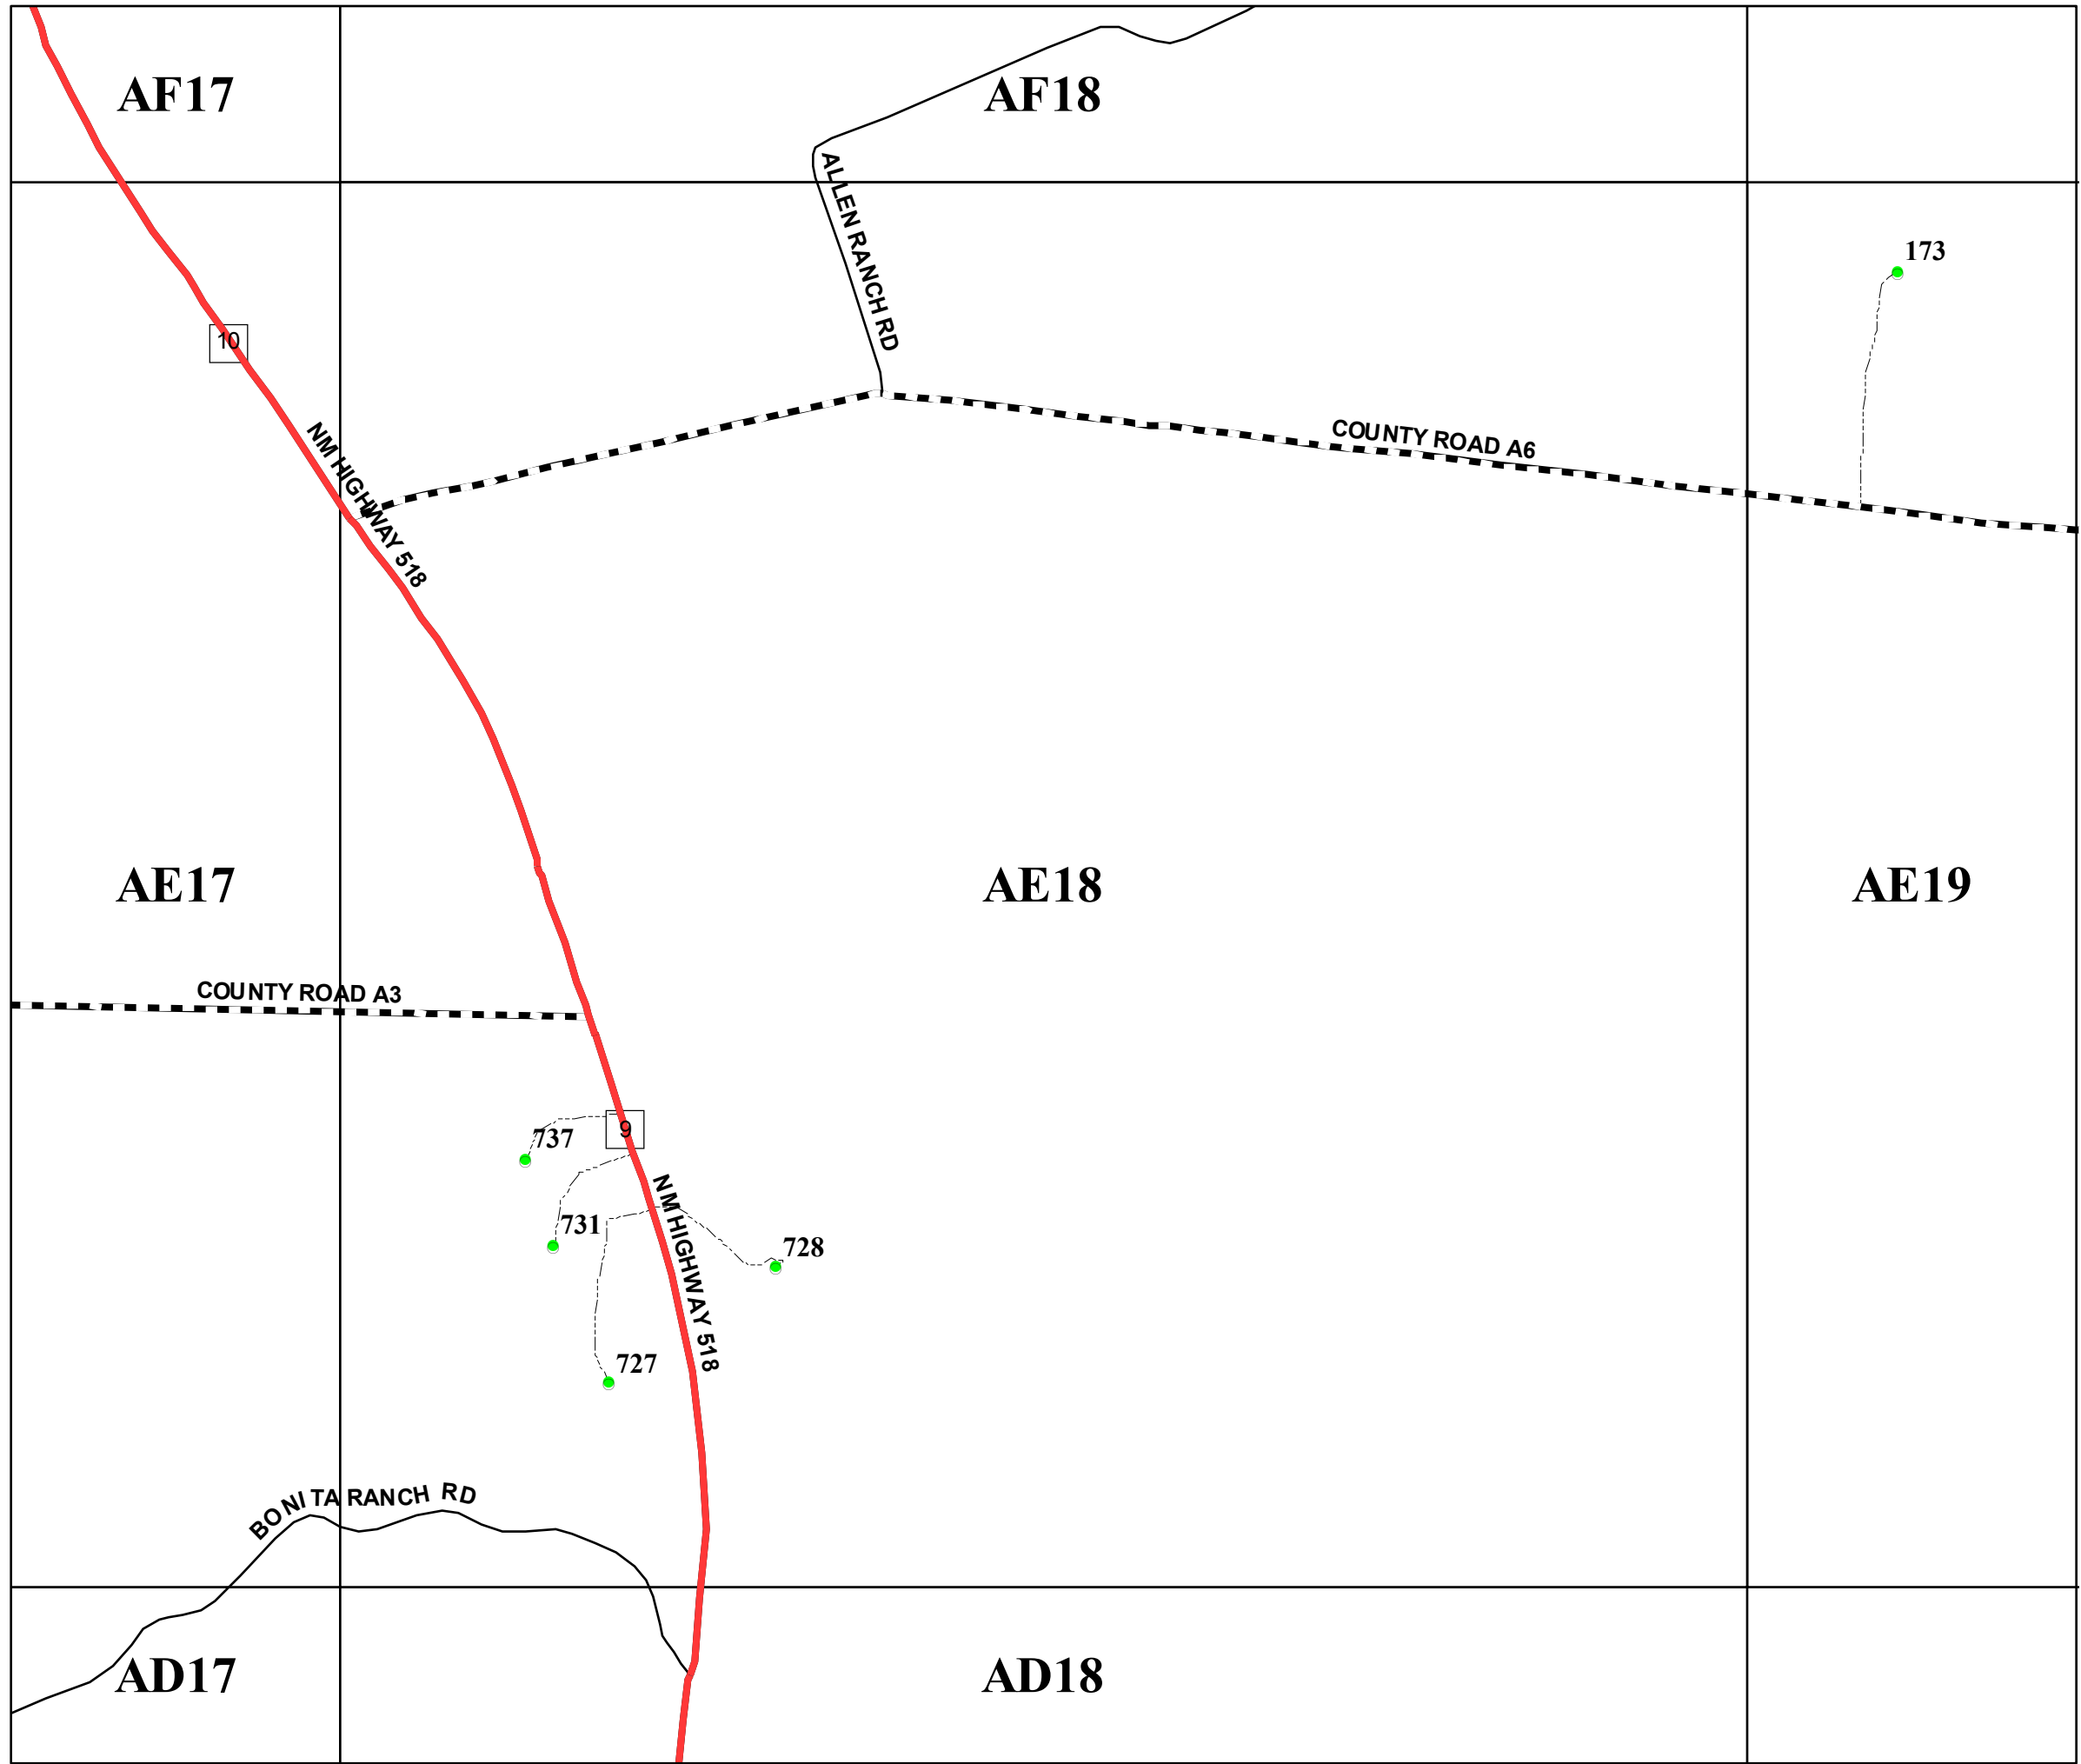 AF17
AF18
ALLEN RANCH RD
173
10
NM HIGHWAY 518
COUNTY ROAD A6
AE17
AE18
AE19
COUNTY ROAD A3
9
737
731
NM HIGHWAY 518
728
727
BONITA RANCH RD
AD17
AD18